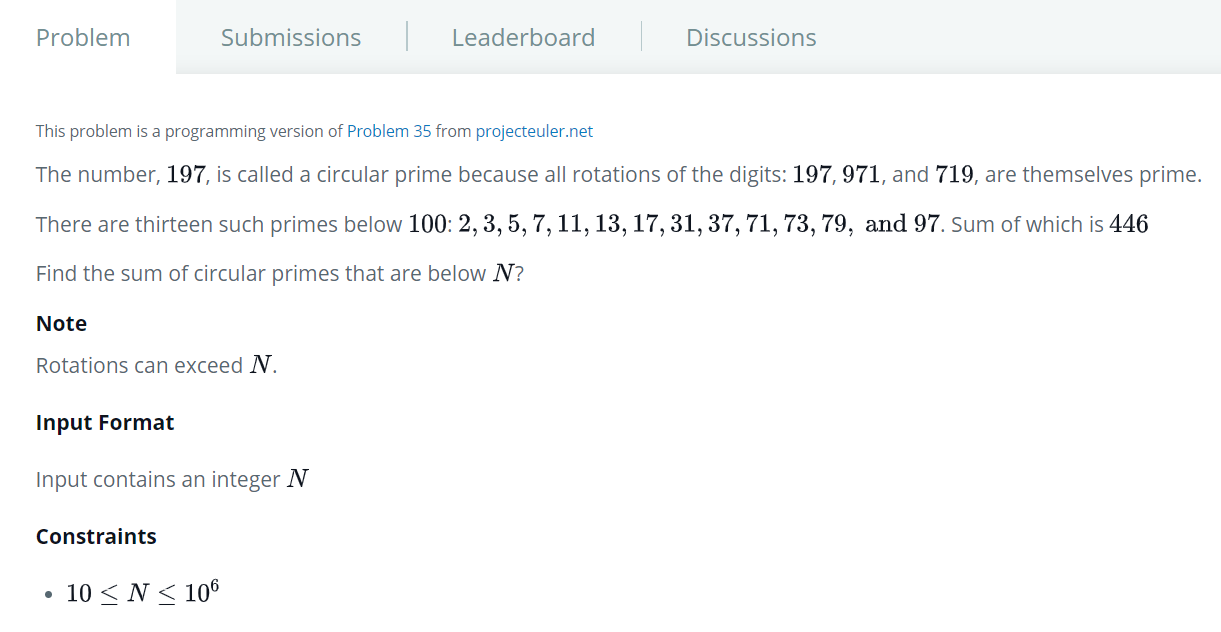 Problem Submissions Leaderboard Discussions
This problem is a programming version of Problem 35 from projecteuler.net
The number, 197, is called a circular prime because all rotations of the digits: 197, 971, and 719, are themselves prime.
There are thirteen such primes below 100: 2, 3, 5, 7, 11, 13, 17, 31, 37, 71, 73, 79, and 97. Sum of which is 446
Find the sum of circular primes that are below N?
Note
Rotations can exceed N.
Input Format
Input contains an integer N
Constraints
• 10 ≤ N ≤ 10⁶